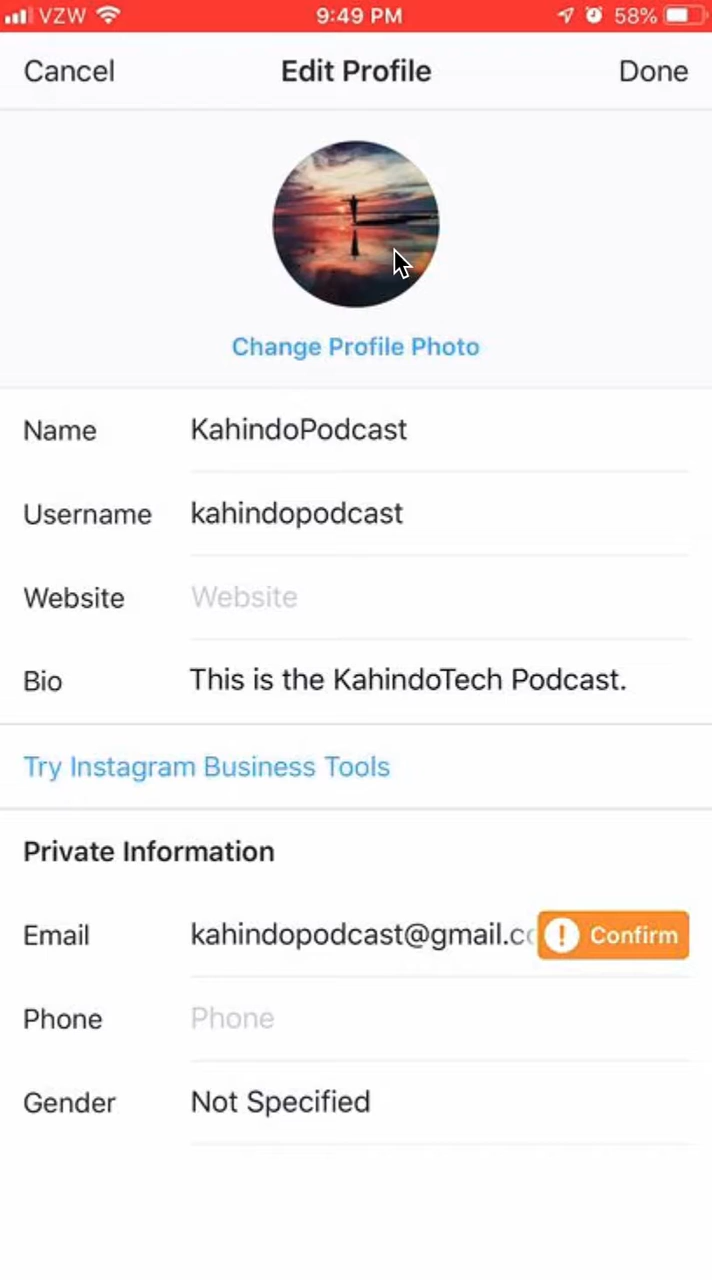 VZW 9:49 PM 58%
Cancel Edit Profile Done
Change Profile Photo
Name KahindoPodcast
Username kahindopodcast
Website Website
Bio This is the KahindoTech Podcast.
Try Instagram Business Tools
Private Information
Email kahindopodcast@gmail.co ! Confirm
Phone Phone
Gender Not Specified